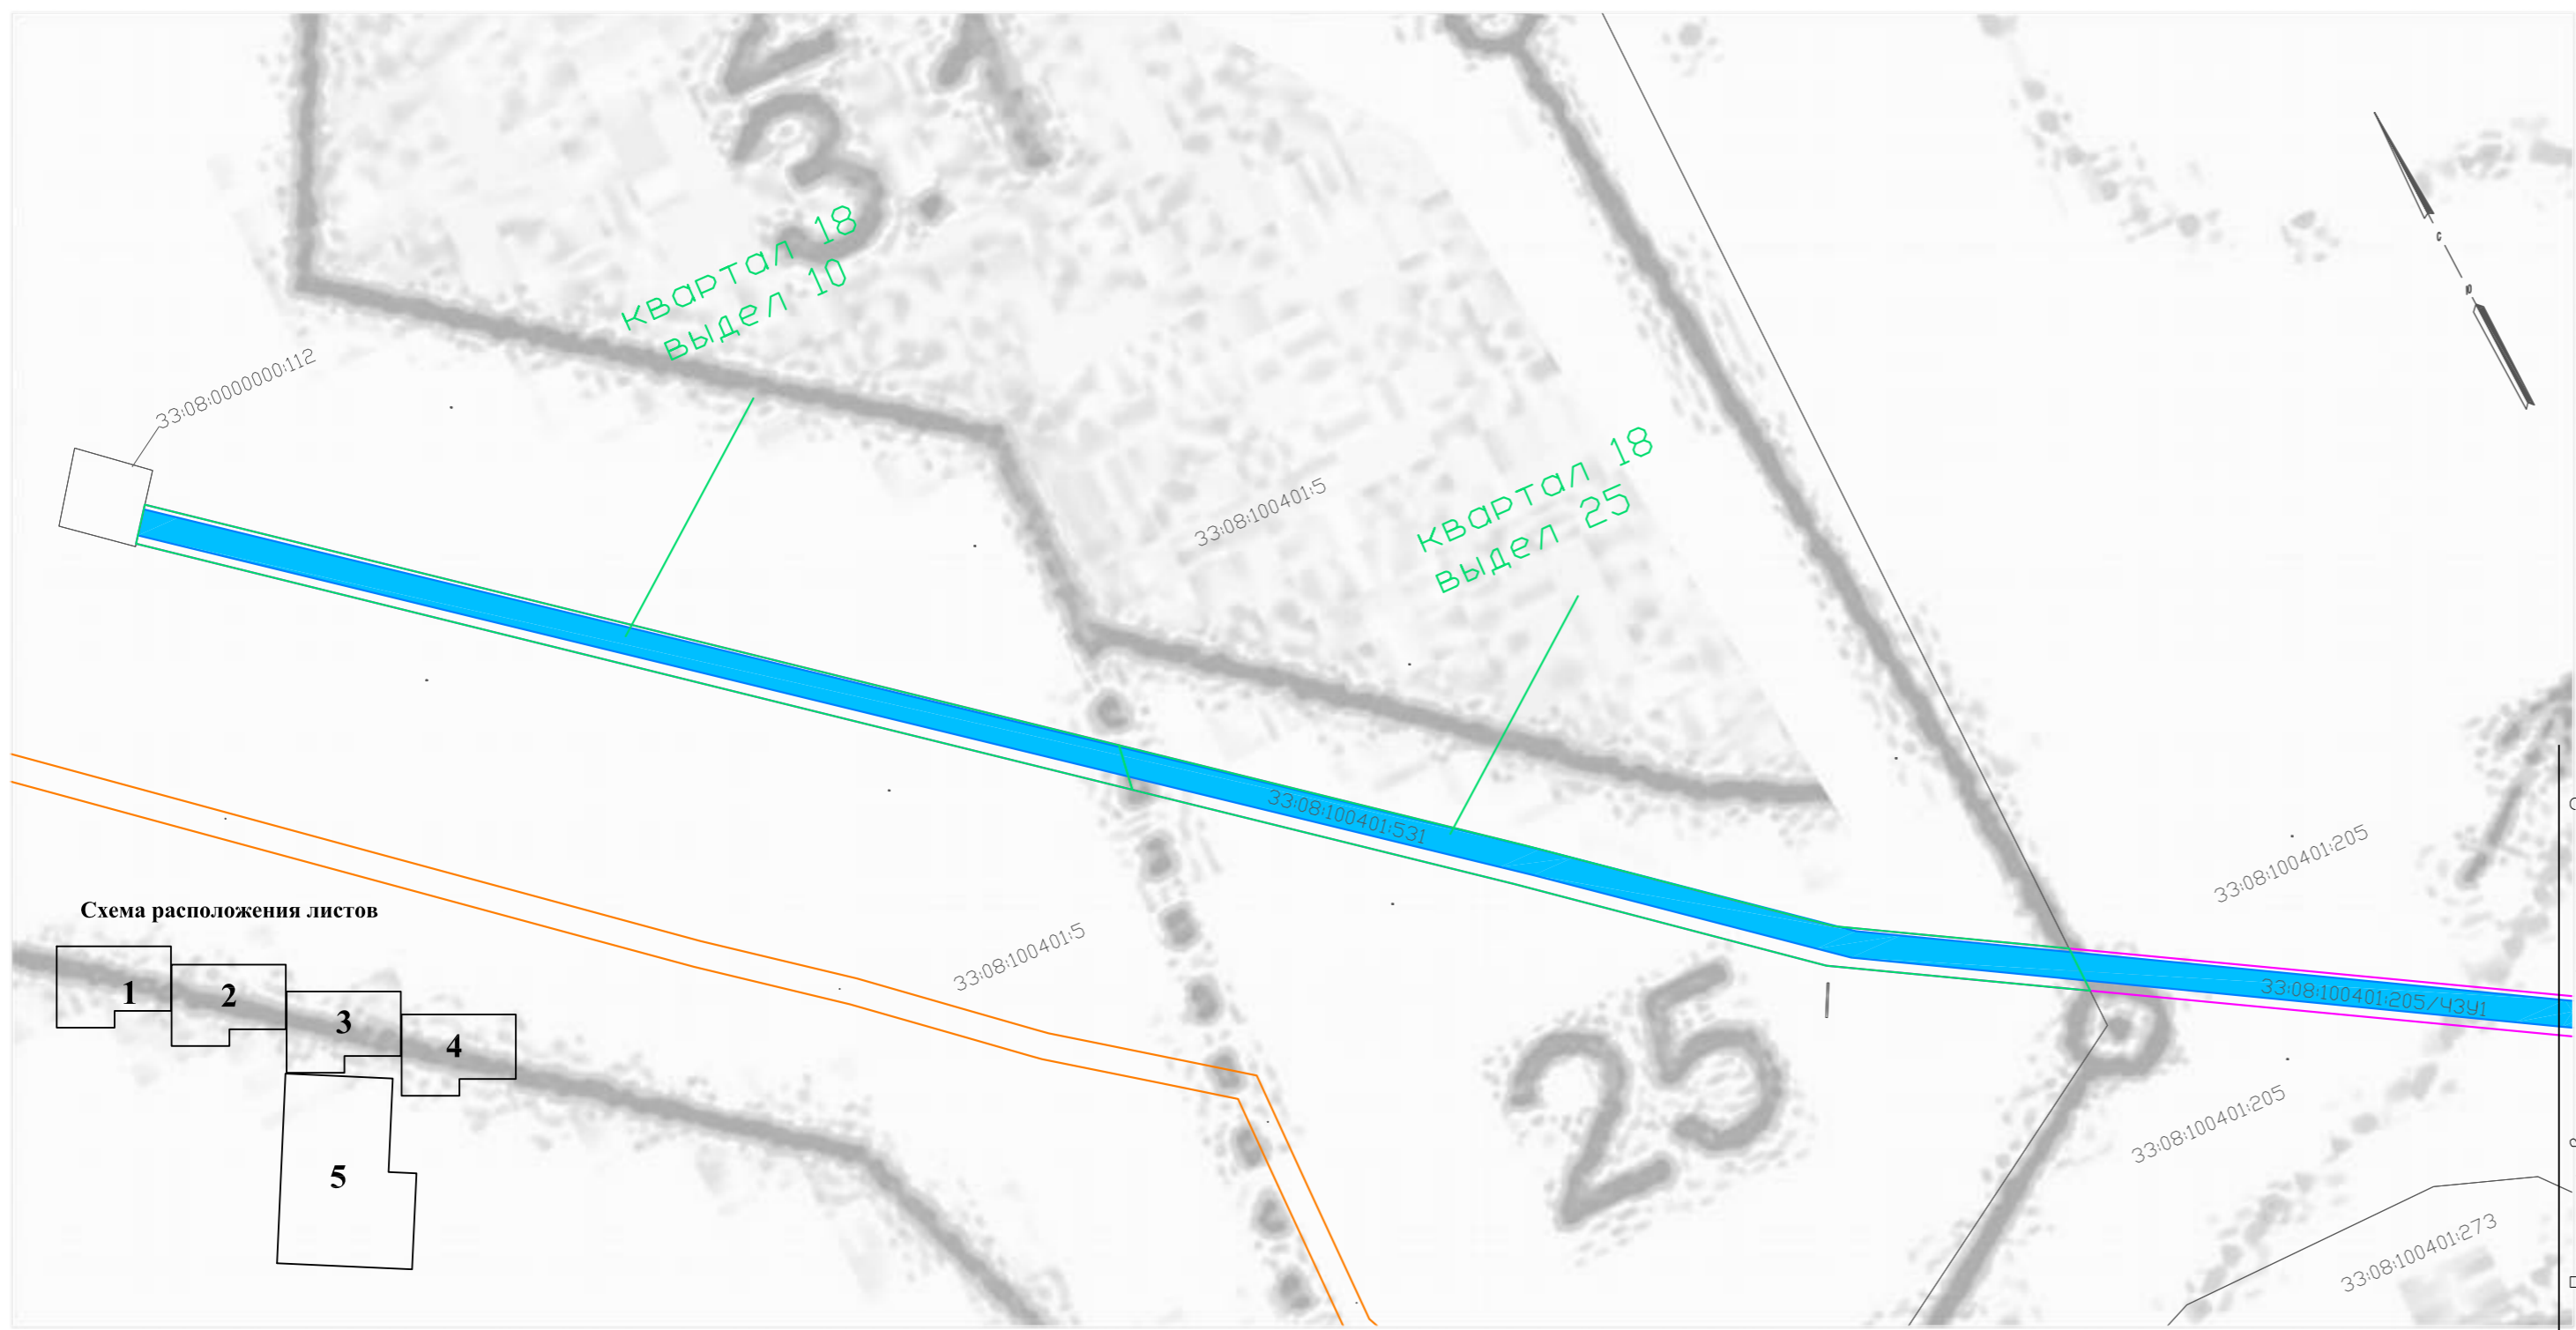 31
квартал 18
выдел 10
33:08:0000000:112
С
Ю
33:08:100401:5
квартал 18
выдел 25
33:08:100401:531
33:08:100401:205
Схема расположения листов
33:08:100401:5
33:08:100401:205/чзу1
1
2
3
4
5
25
33:08:100401:205
33:08:100401:273